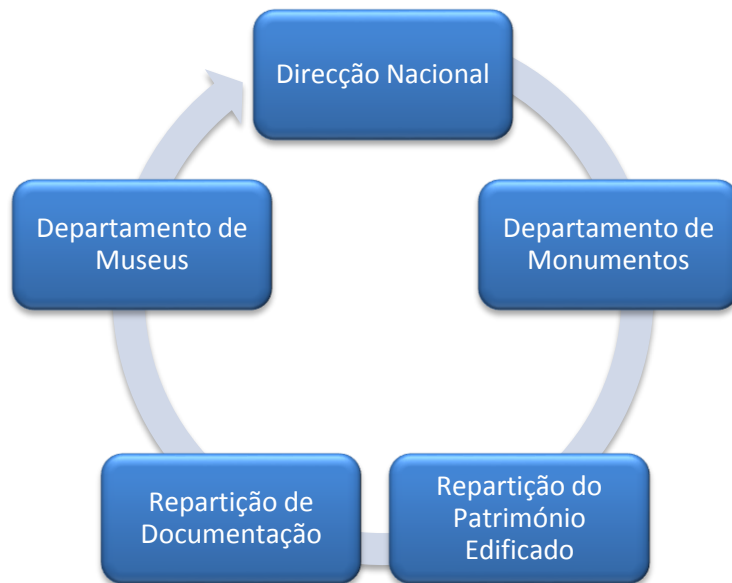 Direcção Nacional
Departamento de
Museus
Departamento de
Monumentos
Repartição de
Documentação
Repartição do
Património
Edificado